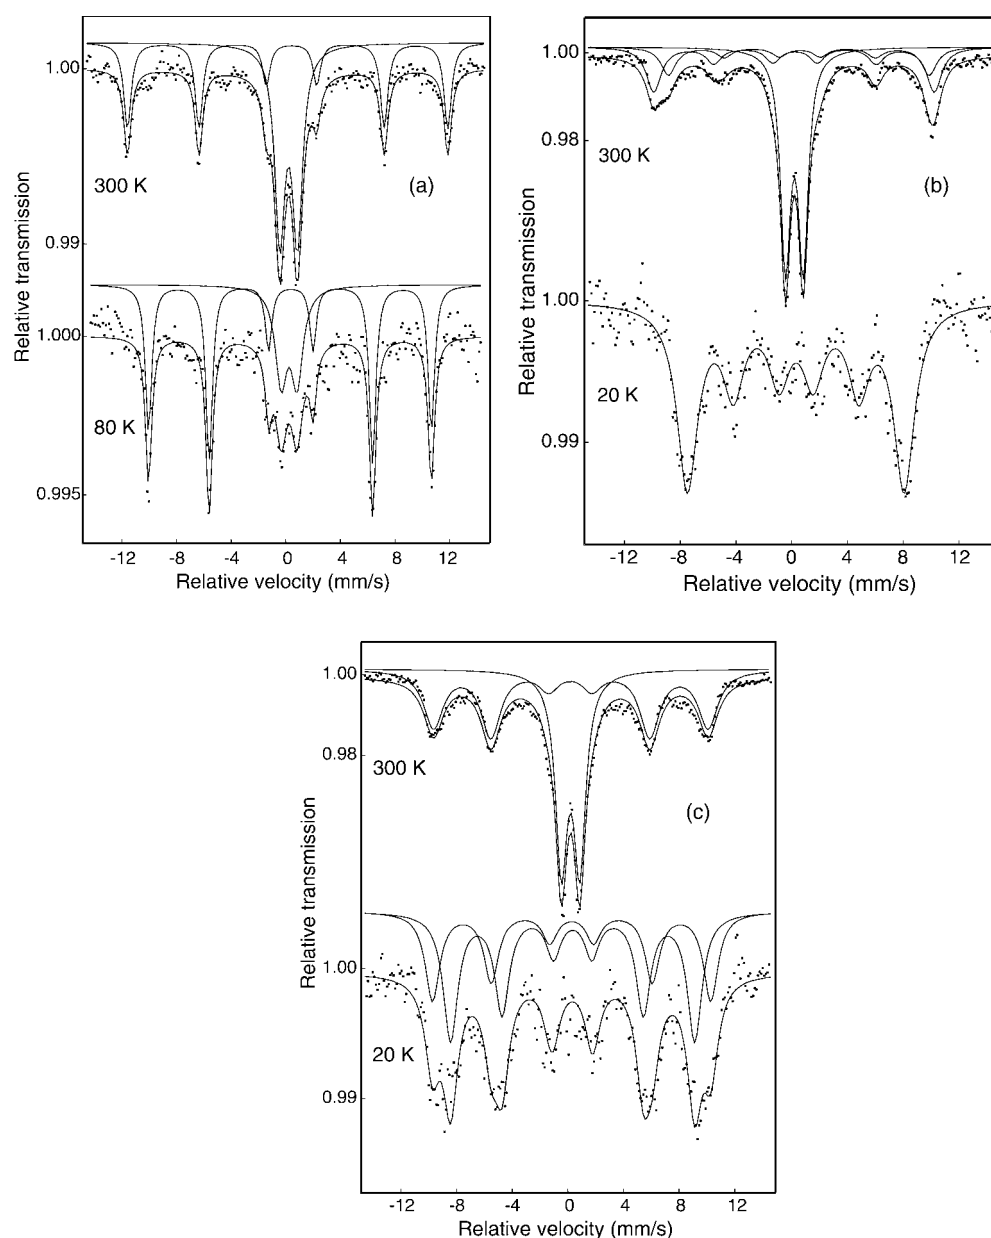 1.00
300 K
(a)
0.99
1.000
80 K
0.995
-12 -8 -4 0 4 8 12
Relative velocity (mm/s)
Relative transmission
1.00
0.98
300 K
(b)
1.00
20 K
0.99
-12 -8 -4 0 4 8 12
Relative velocity (mm/s)
Relative transmission
1.00
0.98
300 K
(c)
1.00
20 K
0.99
-12 -8 -4 0 4 8 12
Relative velocity (mm/s)
Relative transmission